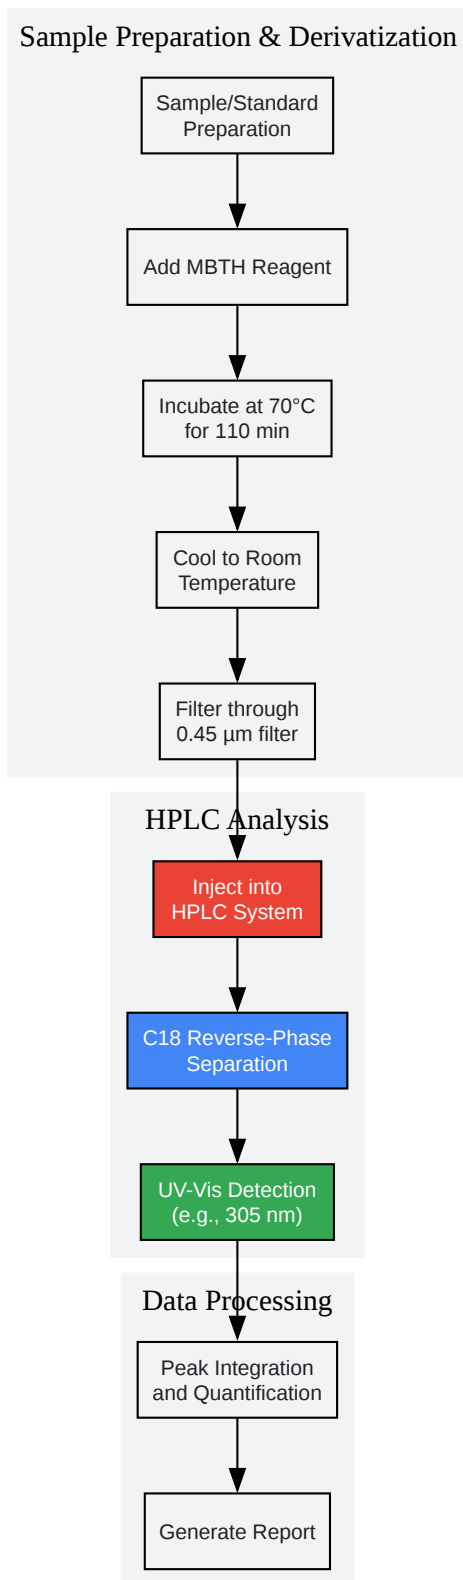 Sample Preparation & Derivatization
Sample/Standard
Preparation
Add MBTH Reagent
Incubate at 70°C
for 110 min
Cool to Room
Temperature
Filter through
0.45 µm filter
HPLC Analysis
Inject into
HPLC System
C18 Reverse-Phase
Separation
UV-Vis Detection
(e.g., 305 nm)
Data Processing
Peak Integration
and Quantification
Generate Report